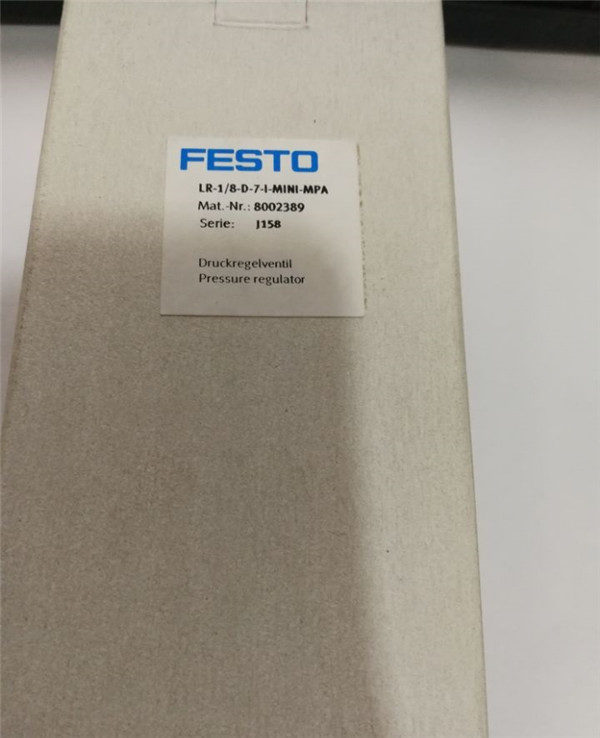 FESTO
LR-1/8-D-7-I-MINI-MPA
Mat.-Nr.: 8002389
Serie: J158
Druckregelventil
Pressure regulator